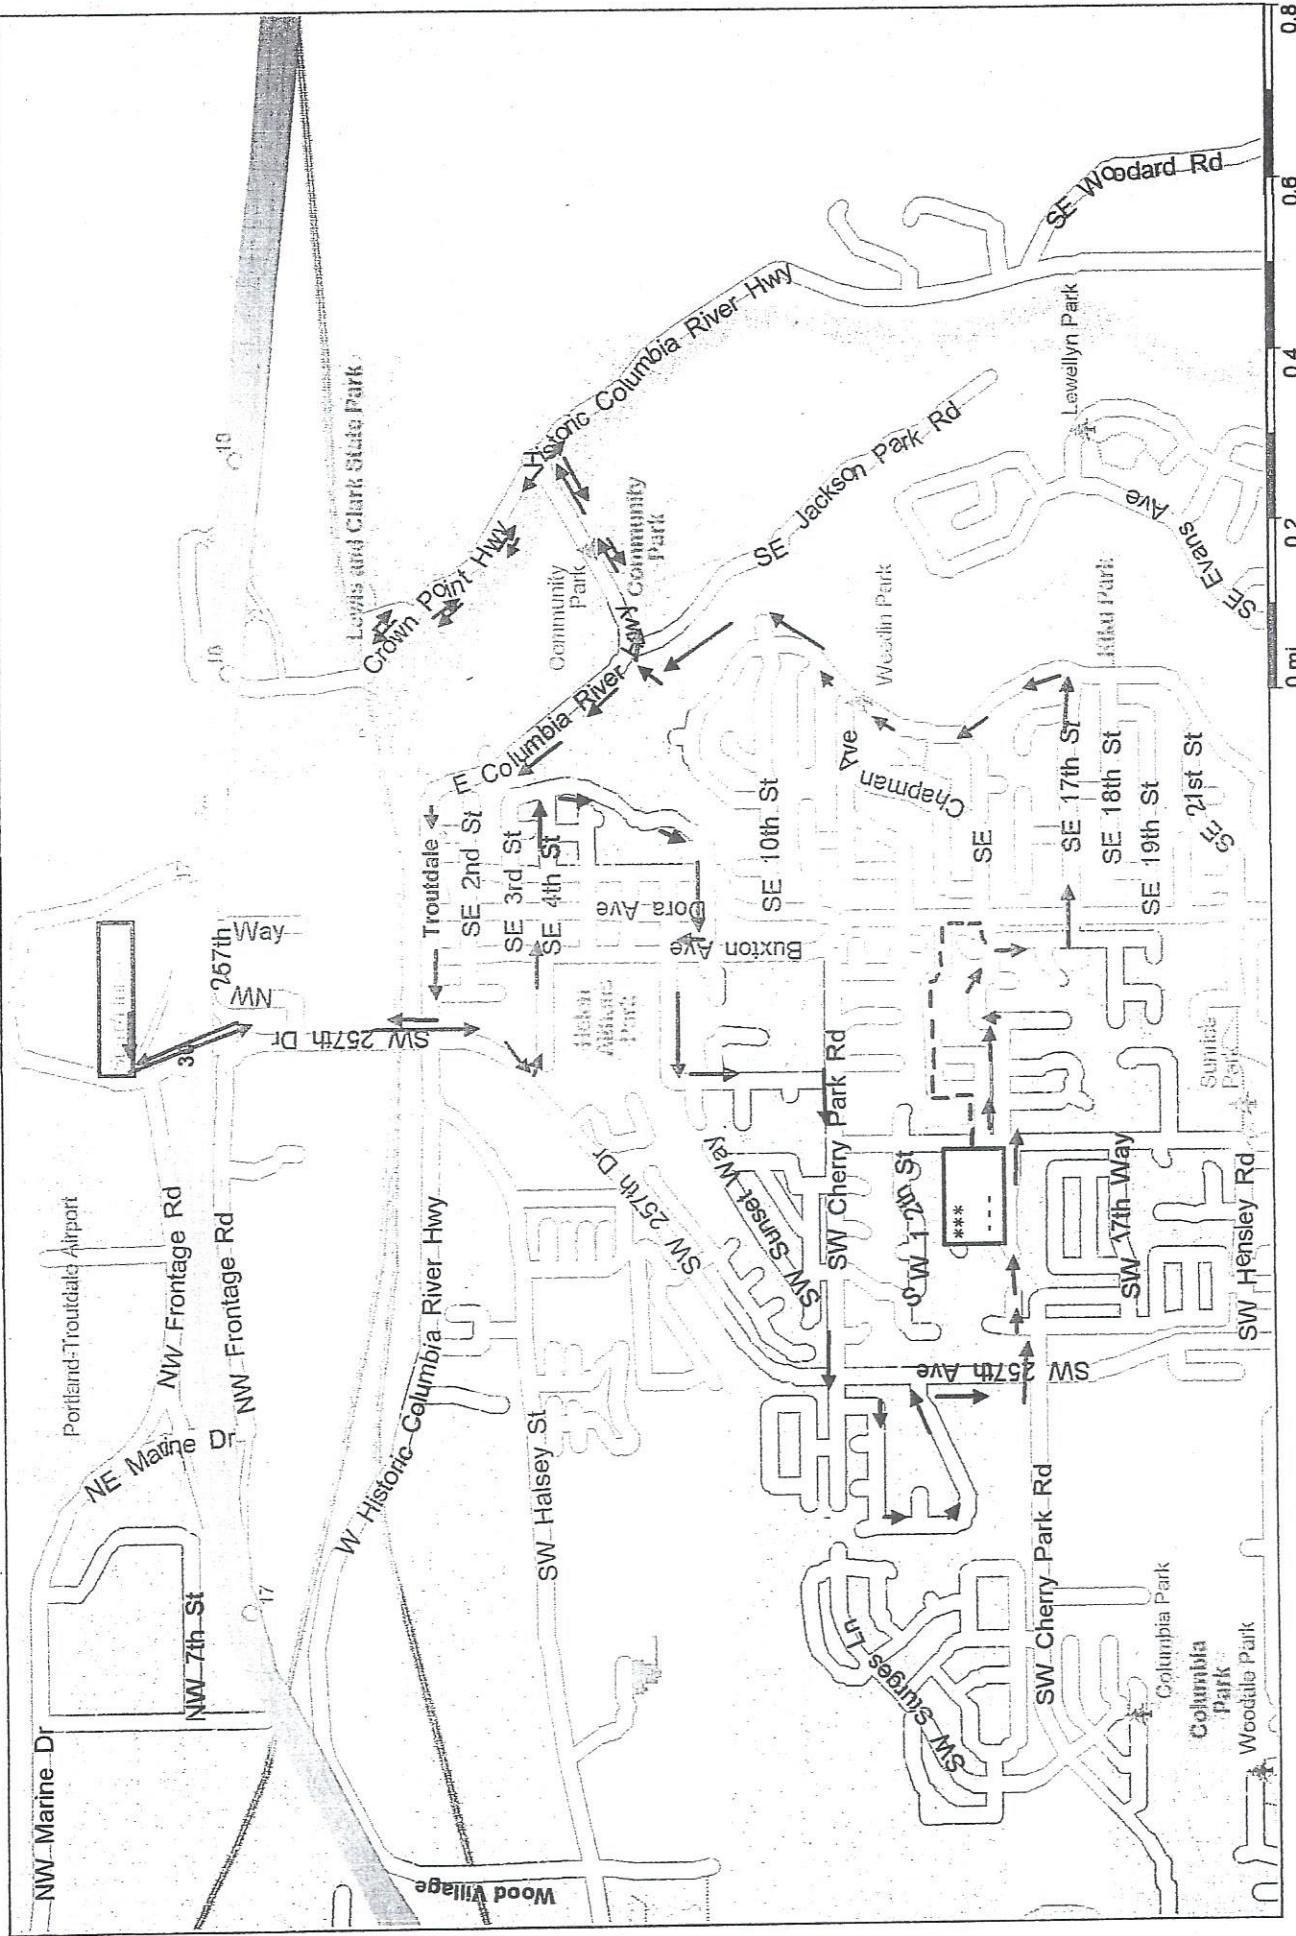 NW Marine Dr
NW 7th St
17
NE Marine Dr
Portland-Troutdale Airport
NW Frontage Rd
NW Frontage Rd
NW
257th
Way
17
18
18
Lewis and Clark State Park
Crown Point Hwy
W Historic Columbia River Hwy
Wood Village
SW Halsey St
SW 257th Dr
SW 257th Dr
Troutdale
SE 2nd St
SE 3rd St
SE 4th St
E Columbia River Hwy
Historic Columbia River Hwy
Community
Park
Community
Park
SE Jackson Park Rd
SE Woodard Rd
Dora Ave
Buxton Ave
Park
SE 10th St
Chapman Ave
Weedin Park
SW Sunset Way
SW Cherry Park Rd
SW 12th St
***
---
SW 257th Ave
SW Sturges Ln
SW Cherry Park Rd
Columbia Park
Columbia
Park
Woodale Park
SW 17th Way
SW Hensley Rd
Sunrise
Park
SE
SE 17th St
SE 18th St
SE 19th St
SE 21st St
SE Evans Ave
Lewellyn Park
0 mi
0.2
0.4
0.6
0.8